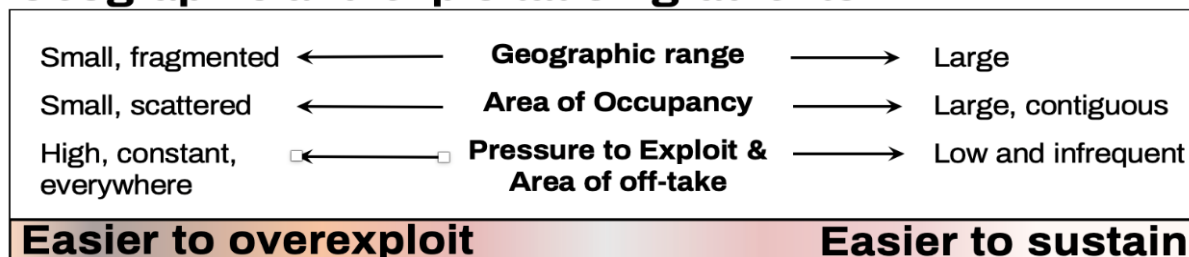 Small, fragmented Geographic range Large
Small, scattered Area of Occupancy Large, contiguous
High, constant, Pressure to Exploit & Low and infrequent
everywhere Area of off-take
Easier to overexploit Easier to sustain